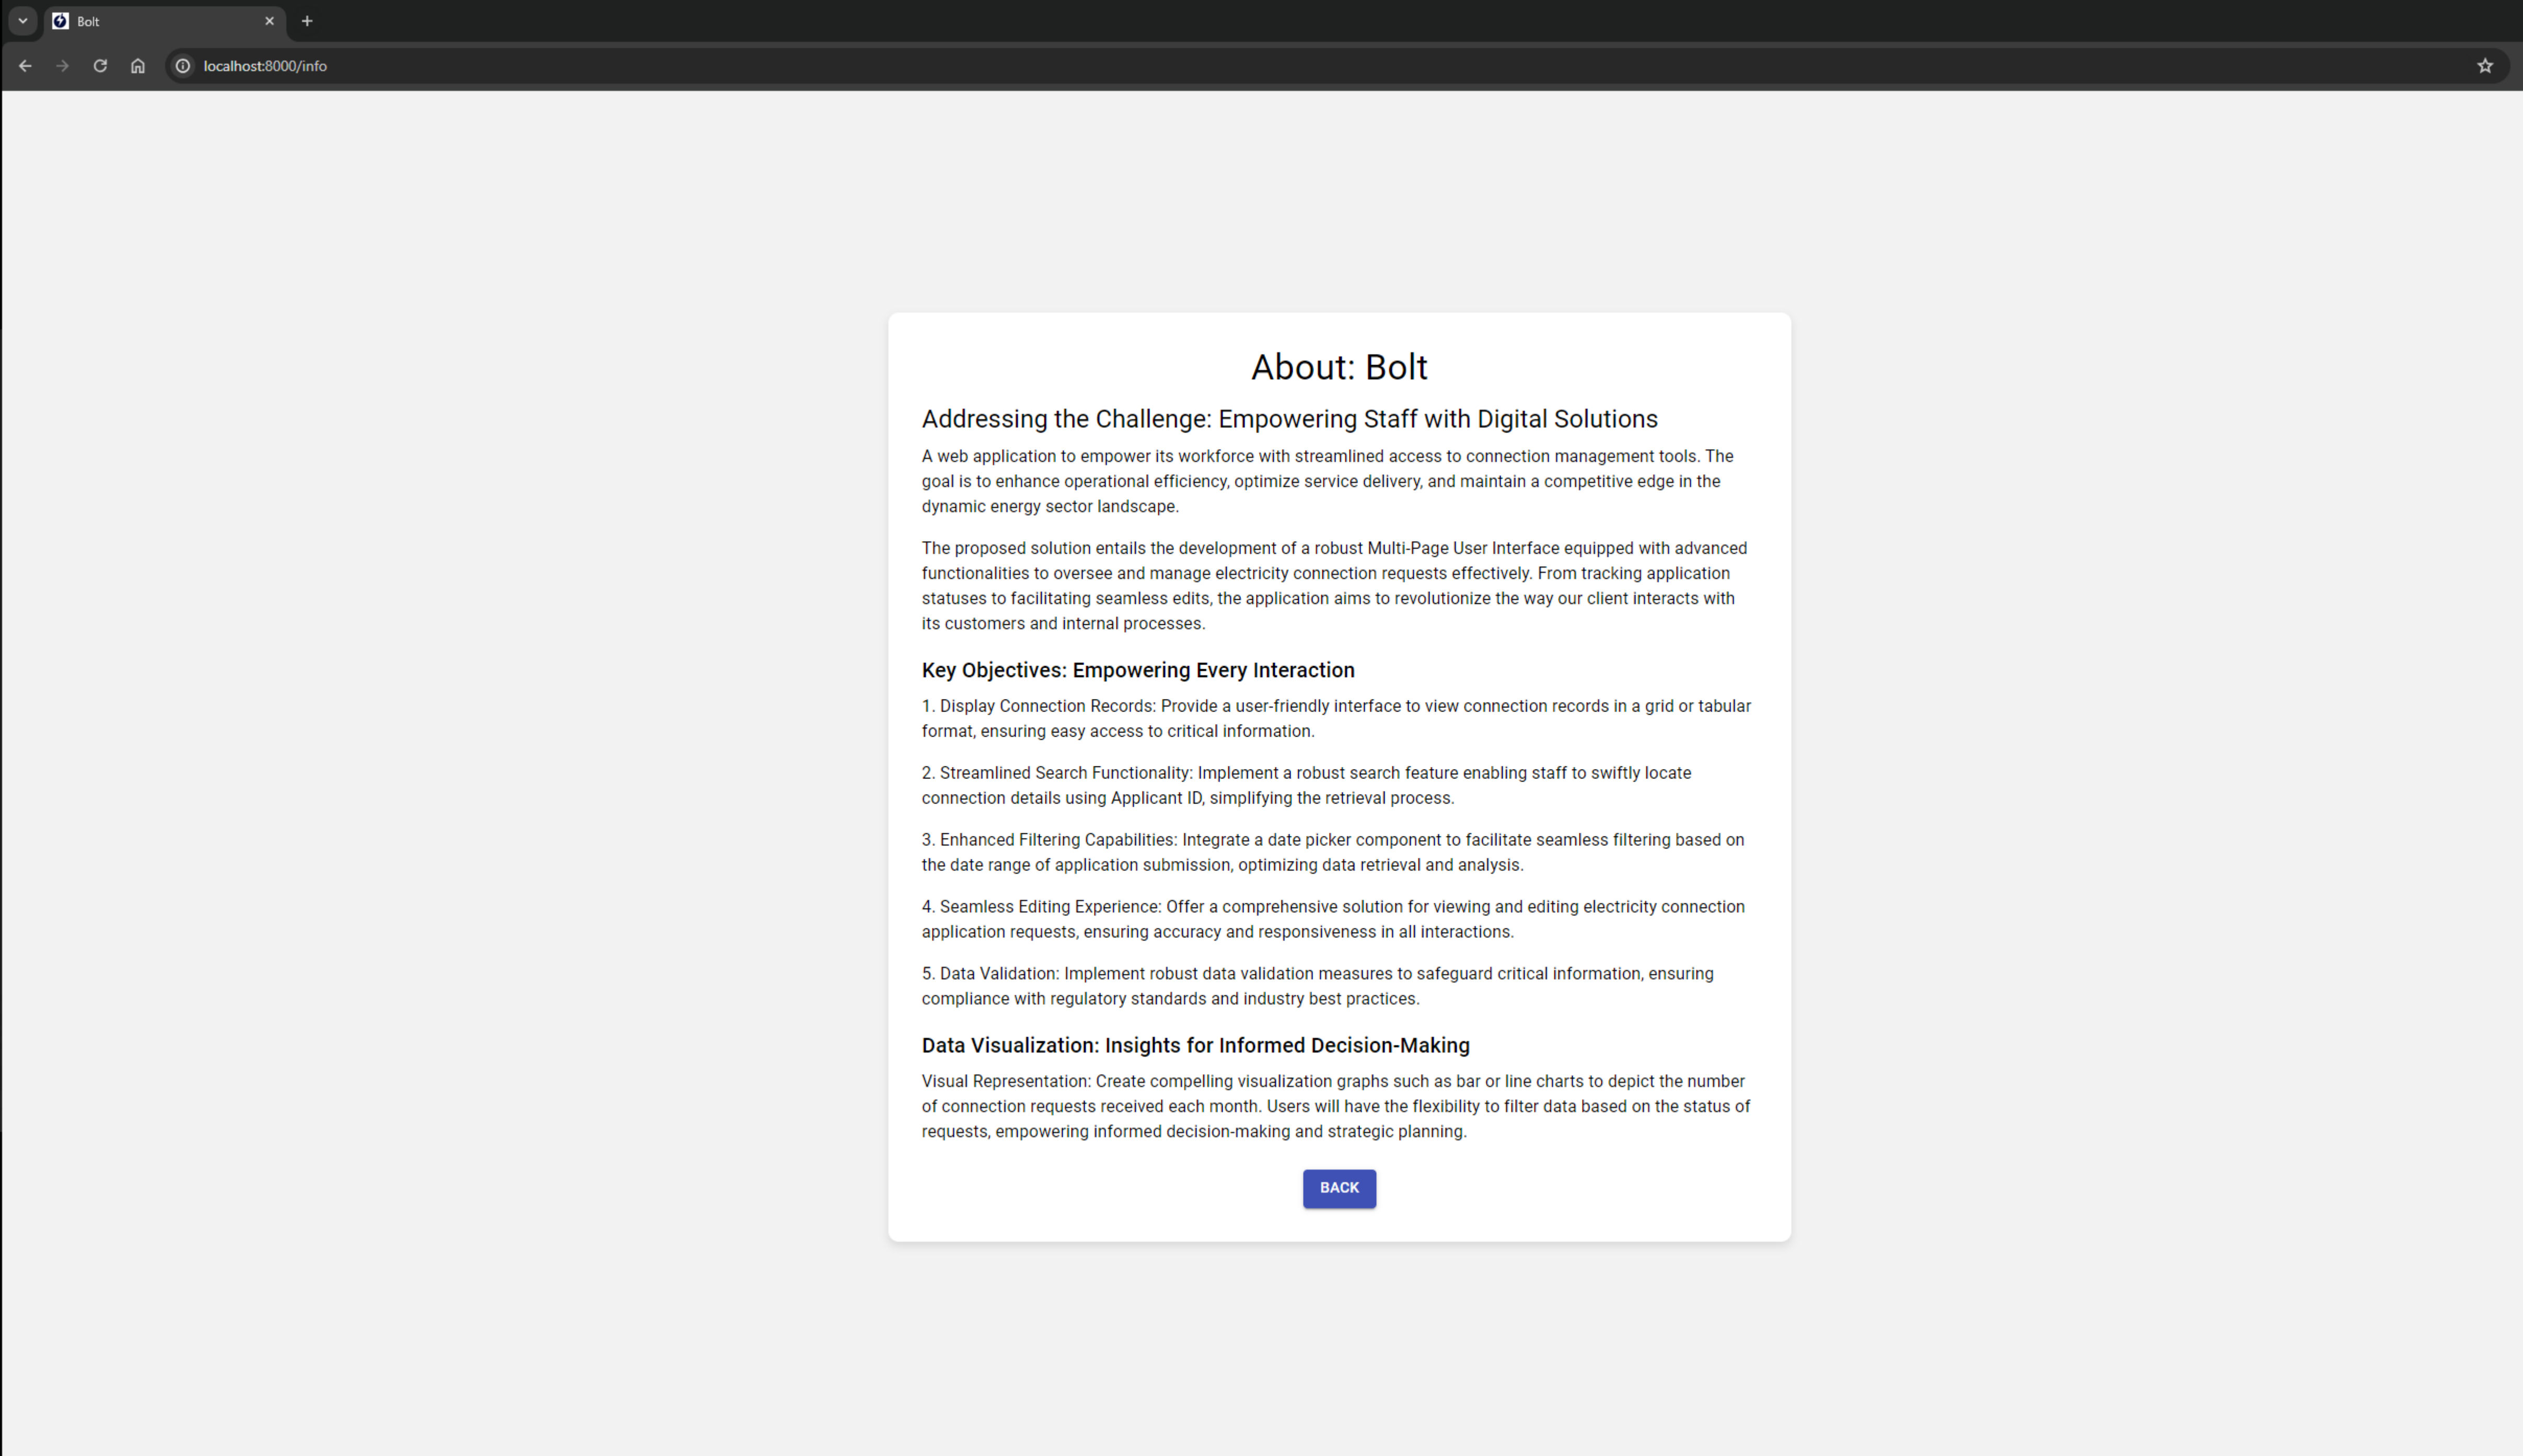 Bolt
localhost:8000/info
About: Bolt
Addressing the Challenge: Empowering Staff with Digital Solutions
A web application to empower its workforce with streamlined access to connection management tools. The
goal is to enhance operational efficiency, optimize service delivery, and maintain a competitive edge in the
dynamic energy sector landscape.
The proposed solution entails the development of a robust Multi-Page User Interface equipped with advanced
functionalities to oversee and manage electricity connection requests effectively. From tracking application
statuses to facilitating seamless edits, the application aims to revolutionize the way our client interacts with
its customers and internal processes.
Key Objectives: Empowering Every Interaction
1. Display Connection Records: Provide a user-friendly interface to view connection records in a grid or tabular
format, ensuring easy access to critical information.
2. Streamlined Search Functionality: Implement a robust search feature enabling staff to swiftly locate
connection details using Applicant ID, simplifying the retrieval process.
3. Enhanced Filtering Capabilities: Integrate a date picker component to facilitate seamless filtering based on
the date range of application submission, optimizing data retrieval and analysis.
4. Seamless Editing Experience: Offer a comprehensive solution for viewing and editing electricity connection
application requests, ensuring accuracy and responsiveness in all interactions.
5. Data Validation: Implement robust data validation measures to safeguard critical information, ensuring
compliance with regulatory standards and industry best practices.
Data Visualization: Insights for Informed Decision-Making
Visual Representation: Create compelling visualization graphs such as bar or line charts to depict the number
of connection requests received each month. Users will have the flexibility to filter data based on the status of
requests, empowering informed decision-making and strategic planning.
BACK